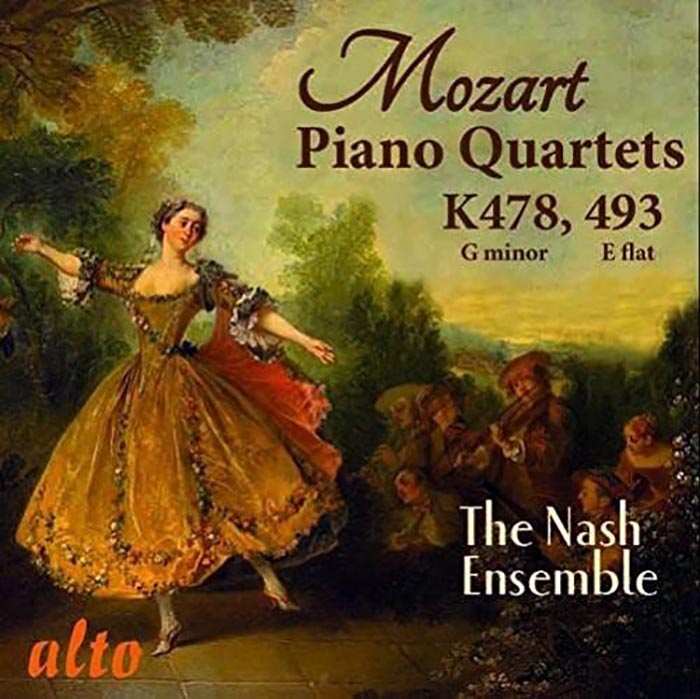 Mozart
Piano Quartets
K478, 493
G minor E flat
The Nash
Ensemble
alto